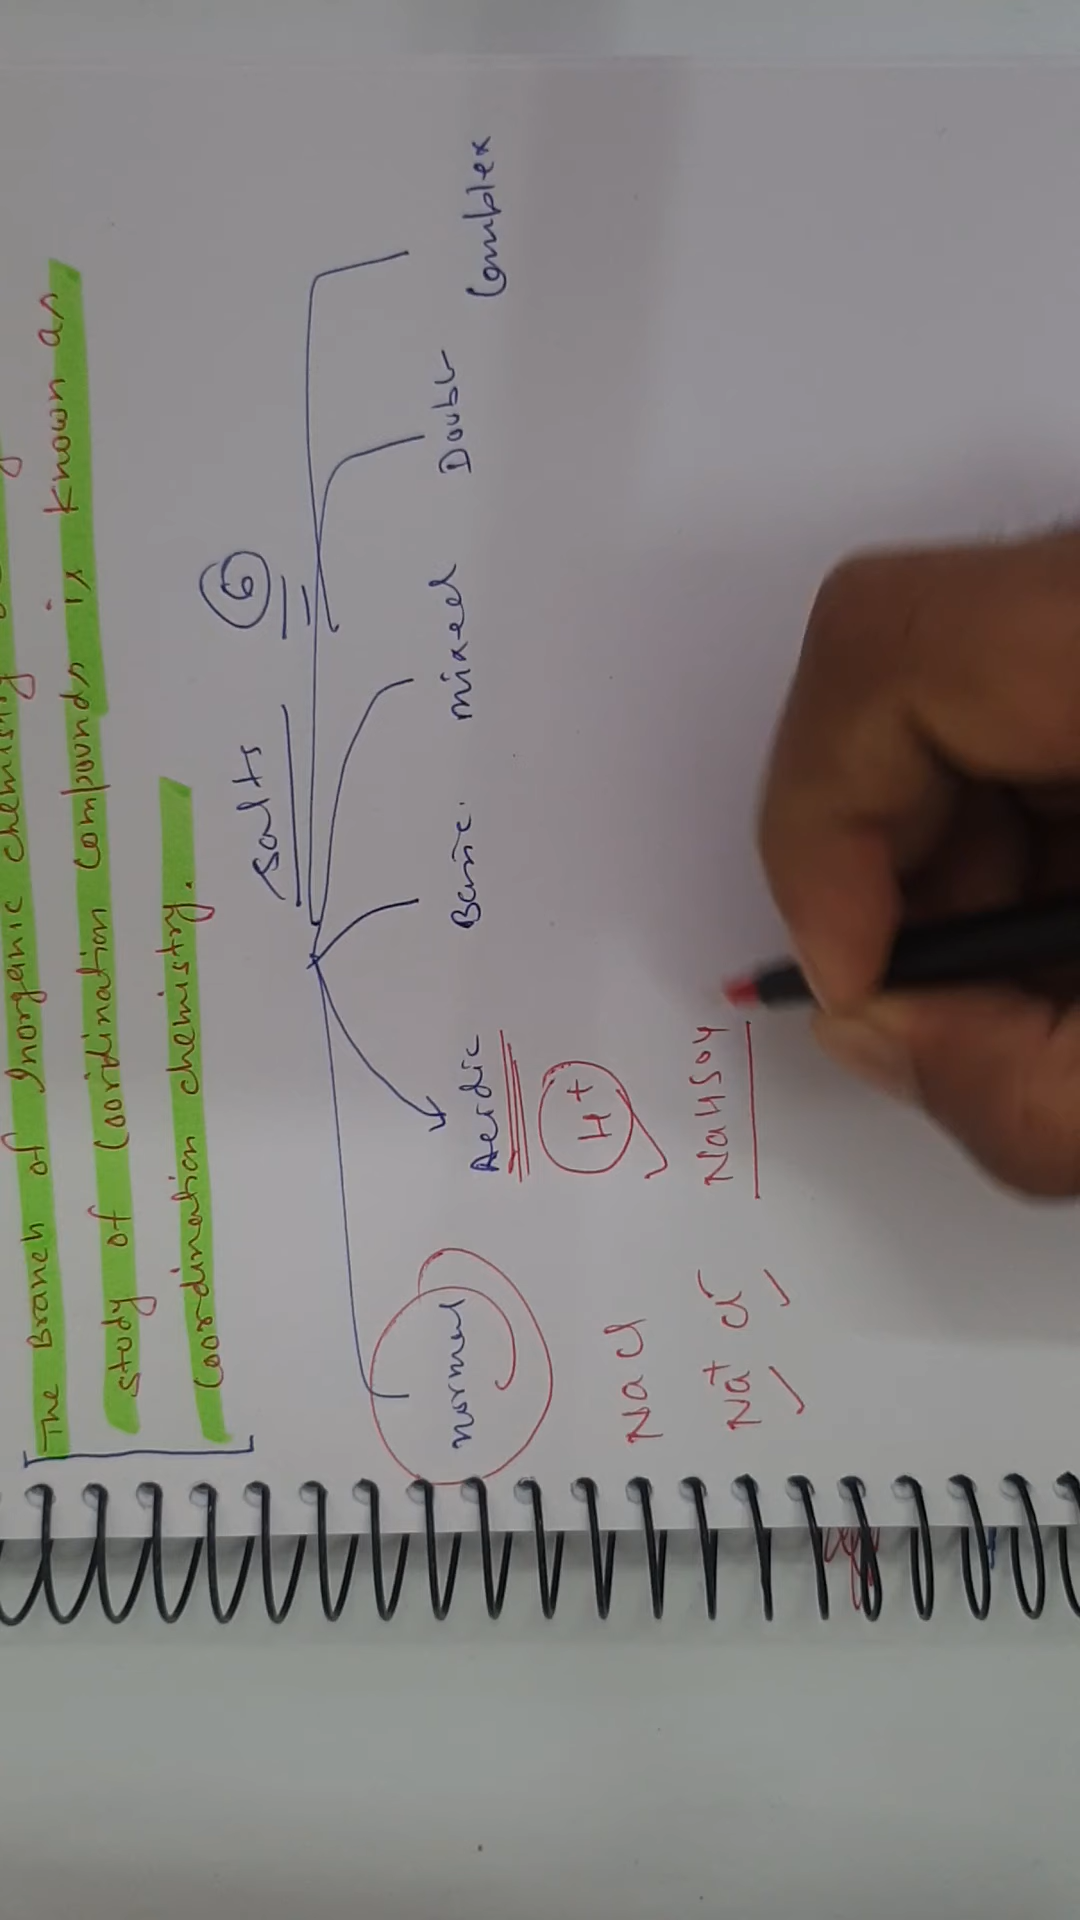 The Branch of Inorganic chemistry
study of Coordination Compounds is known as
Coordination chemistry.
Salts 6
normal Acidic Basic. mixed Double Complex
H+
NaCl
Na+ Cl- NaHSO4